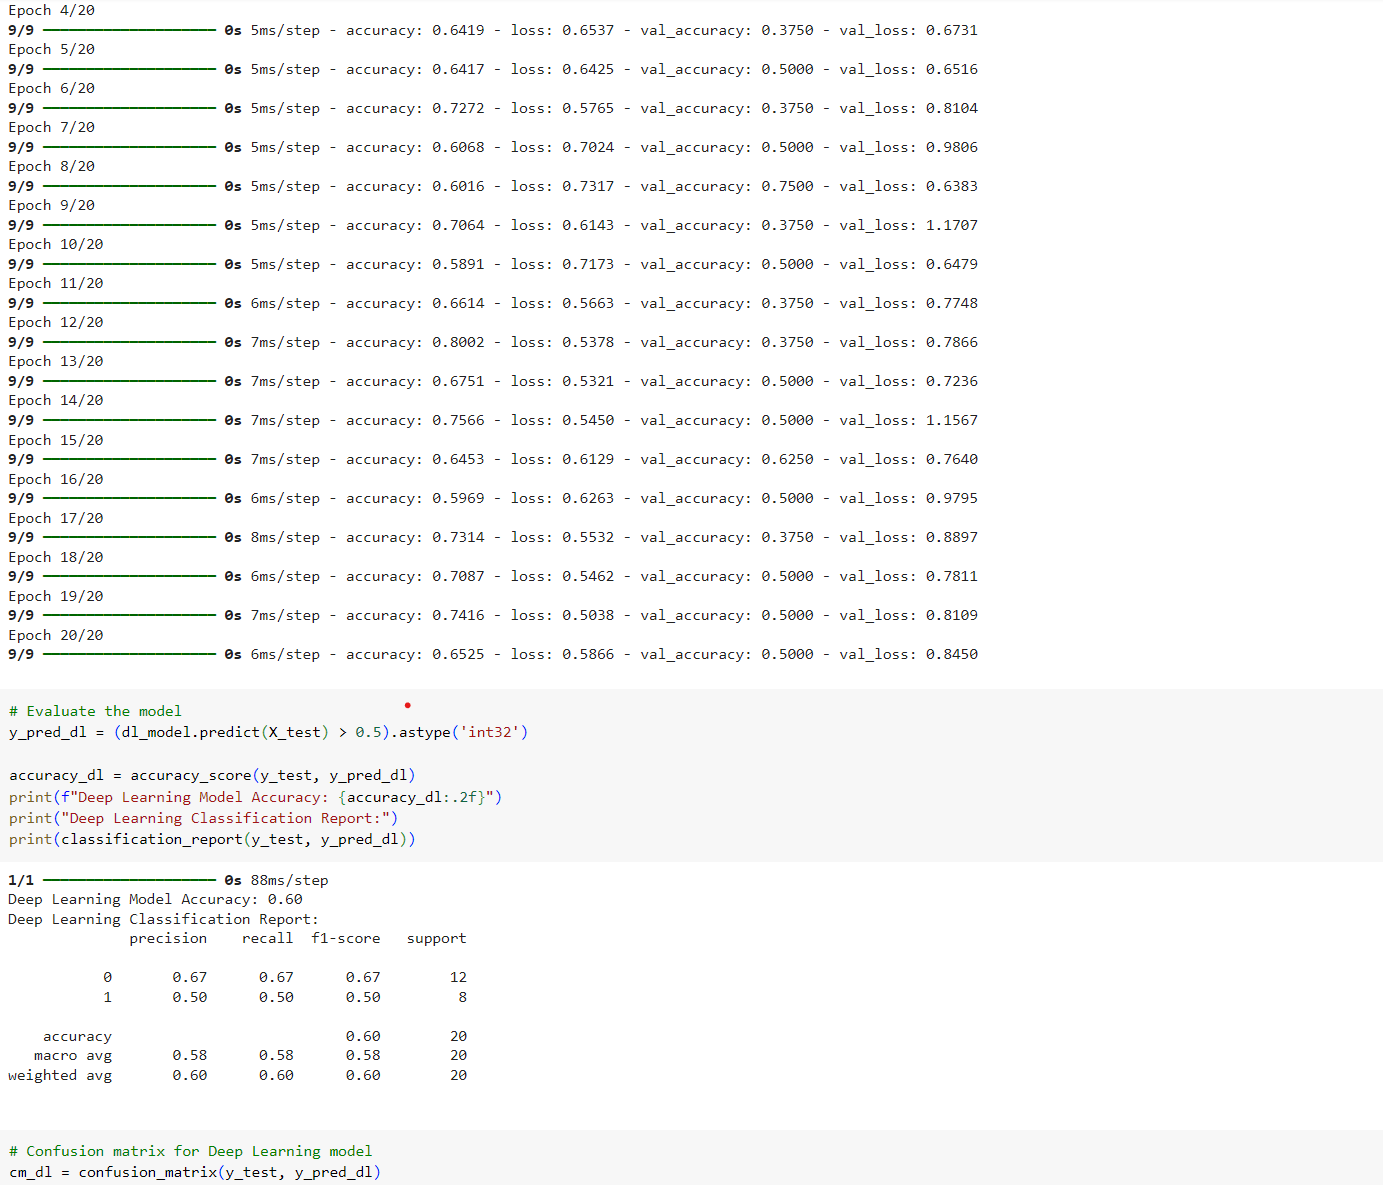 Epoch 4/20
9/9 ━━━━━━━━━━━━━━━━━━━━ 0s 5ms/step - accuracy: 0.6419 - loss: 0.6537 - val_accuracy: 0.3750 - val_loss: 0.6731
Epoch 5/20
9/9 ━━━━━━━━━━━━━━━━━━━━ 0s 5ms/step - accuracy: 0.6417 - loss: 0.6425 - val_accuracy: 0.5000 - val_loss: 0.6516
Epoch 6/20
9/9 ━━━━━━━━━━━━━━━━━━━━ 0s 5ms/step - accuracy: 0.7272 - loss: 0.5765 - val_accuracy: 0.3750 - val_loss: 0.8104
Epoch 7/20
9/9 ━━━━━━━━━━━━━━━━━━━━ 0s 5ms/step - accuracy: 0.6068 - loss: 0.7024 - val_accuracy: 0.5000 - val_loss: 0.9806
Epoch 8/20
9/9 ━━━━━━━━━━━━━━━━━━━━ 0s 5ms/step - accuracy: 0.6016 - loss: 0.7317 - val_accuracy: 0.7500 - val_loss: 0.6383
Epoch 9/20
9/9 ━━━━━━━━━━━━━━━━━━━━ 0s 5ms/step - accuracy: 0.7064 - loss: 0.6143 - val_accuracy: 0.3750 - val_loss: 1.1707
Epoch 10/20
9/9 ━━━━━━━━━━━━━━━━━━━━ 0s 5ms/step - accuracy: 0.5891 - loss: 0.7173 - val_accuracy: 0.5000 - val_loss: 0.6479
Epoch 11/20
9/9 ━━━━━━━━━━━━━━━━━━━━ 0s 6ms/step - accuracy: 0.6614 - loss: 0.5663 - val_accuracy: 0.3750 - val_loss: 0.7748
Epoch 12/20
9/9 ━━━━━━━━━━━━━━━━━━━━ 0s 7ms/step - accuracy: 0.8002 - loss: 0.5378 - val_accuracy: 0.3750 - val_loss: 0.7866
Epoch 13/20
9/9 ━━━━━━━━━━━━━━━━━━━━ 0s 7ms/step - accuracy: 0.6751 - loss: 0.5321 - val_accuracy: 0.5000 - val_loss: 0.7236
Epoch 14/20
9/9 ━━━━━━━━━━━━━━━━━━━━ 0s 7ms/step - accuracy: 0.7566 - loss: 0.5450 - val_accuracy: 0.5000 - val_loss: 1.1567
Epoch 15/20
9/9 ━━━━━━━━━━━━━━━━━━━━ 0s 7ms/step - accuracy: 0.6453 - loss: 0.6129 - val_accuracy: 0.6250 - val_loss: 0.7640
Epoch 16/20
9/9 ━━━━━━━━━━━━━━━━━━━━ 0s 6ms/step - accuracy: 0.5969 - loss: 0.6263 - val_accuracy: 0.5000 - val_loss: 0.9795
Epoch 17/20
9/9 ━━━━━━━━━━━━━━━━━━━━ 0s 8ms/step - accuracy: 0.7314 - loss: 0.5532 - val_accuracy: 0.3750 - val_loss: 0.8897
Epoch 18/20
9/9 ━━━━━━━━━━━━━━━━━━━━ 0s 6ms/step - accuracy: 0.7087 - loss: 0.5462 - val_accuracy: 0.5000 - val_loss: 0.7811
Epoch 19/20
9/9 ━━━━━━━━━━━━━━━━━━━━ 0s 7ms/step - accuracy: 0.7416 - loss: 0.5038 - val_accuracy: 0.5000 - val_loss: 0.8109
Epoch 20/20
9/9 ━━━━━━━━━━━━━━━━━━━━ 0s 6ms/step - accuracy: 0.6525 - loss: 0.5866 - val_accuracy: 0.5000 - val_loss: 0.8450
# Evaluate the model
y_pred_dl = (dl_model.predict(X_test) > 0.5).astype('int32')
accuracy_dl = accuracy_score(y_test, y_pred_dl)
print(f"Deep Learning Model Accuracy: {accuracy_dl:.2f}")
print("Deep Learning Classification Report:")
print(classification_report(y_test, y_pred_dl))
1/1 ━━━━━━━━━━━━━━━━━━━━ 0s 88ms/step
Deep Learning Model Accuracy: 0.60
Deep Learning Classification Report:
              precision    recall  f1-score   support
           0       0.67      0.67      0.67        12
           1       0.50      0.50      0.50         8
    accuracy                           0.60        20
   macro avg       0.58      0.58      0.58        20
weighted avg       0.60      0.60      0.60        20
# Confusion matrix for Deep Learning model
cm_dl = confusion_matrix(y_test, y_pred_dl)